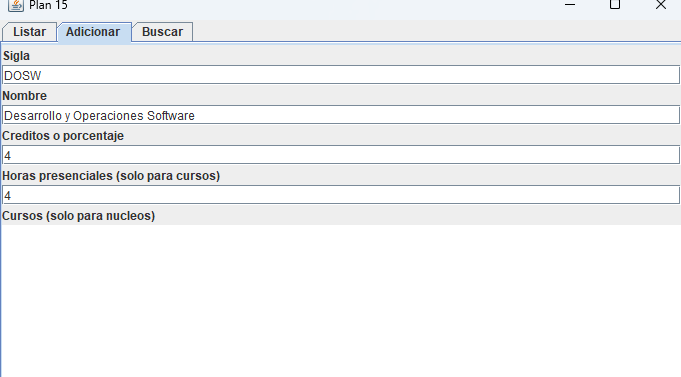 Plan 15
Listar Adicionar Buscar
Sigla
DOSW
Nombre
Desarrollo y Operaciones Software
Creditos o porcentaje
4
Horas presenciales (solo para cursos)
4
Cursos (solo para nucleos)